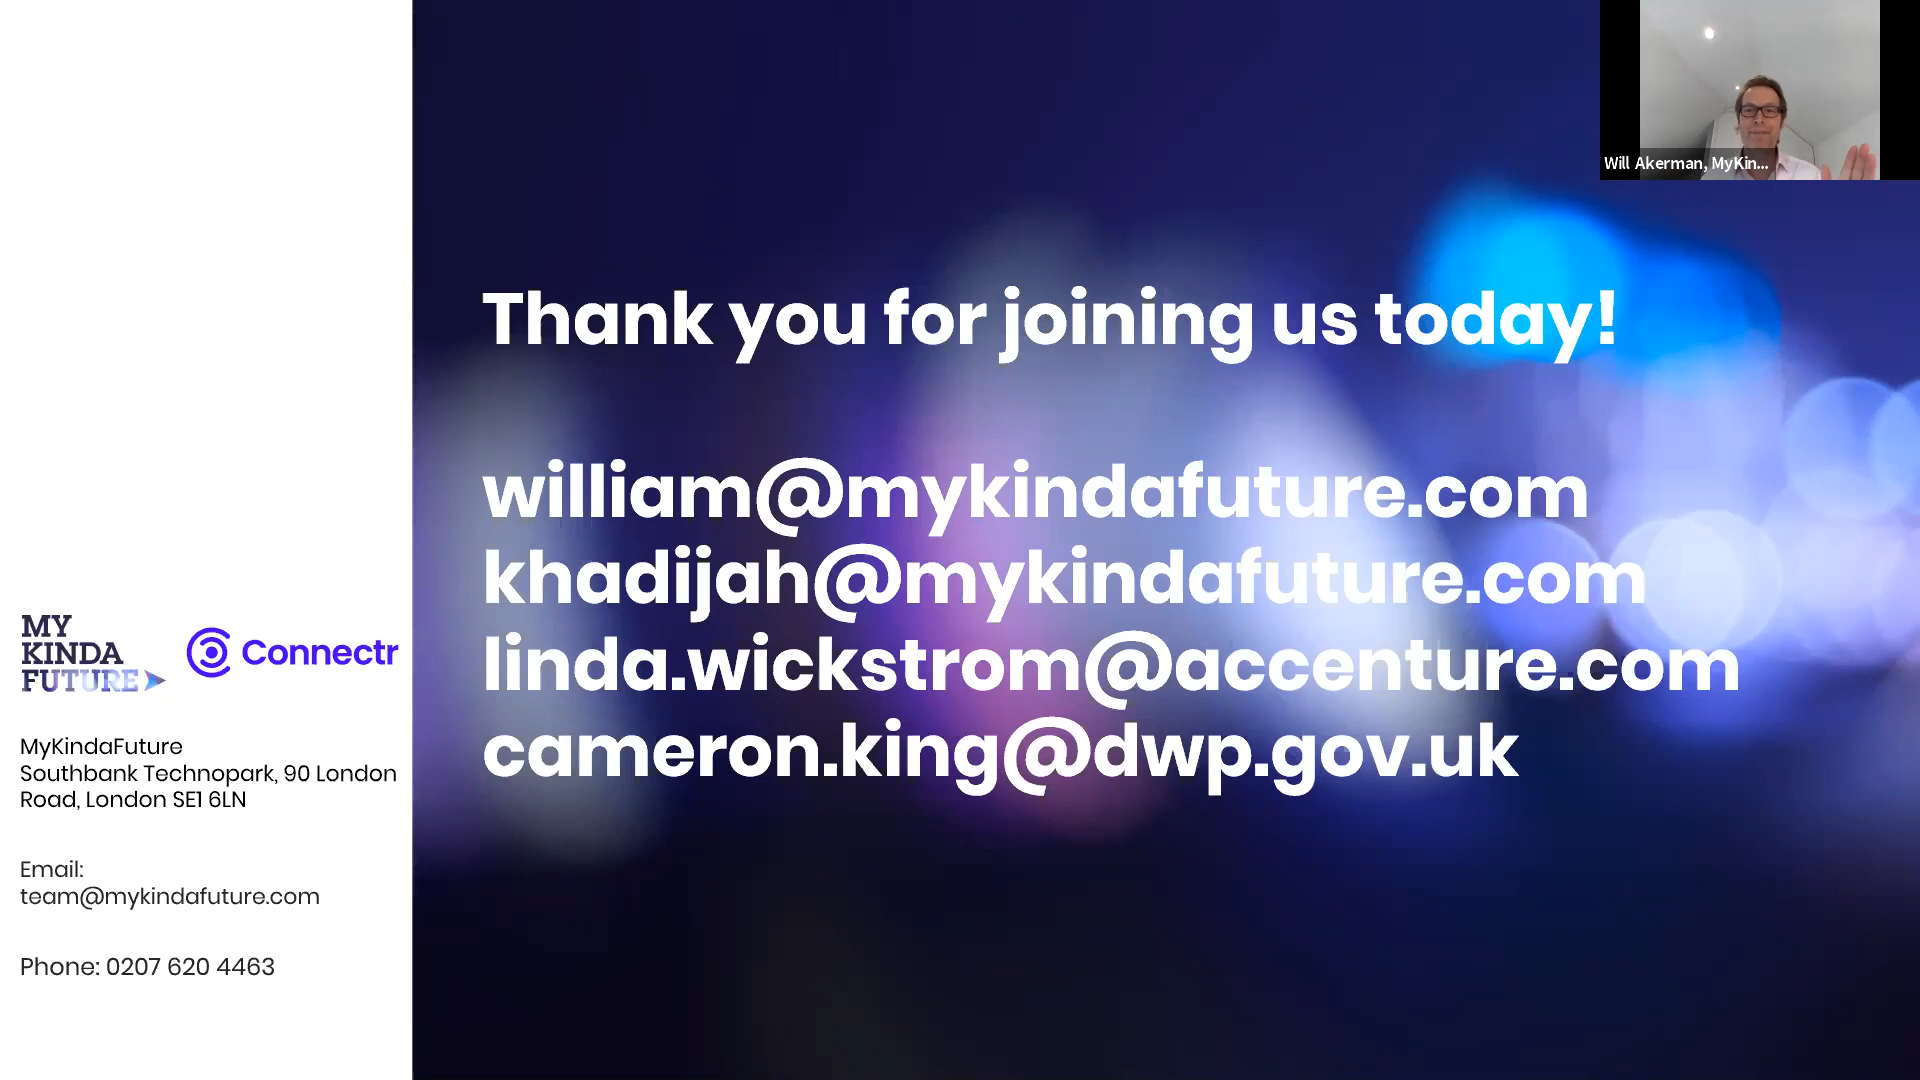 Will Akerman, MyKin...
Thank you for joining us today!
william@mykindafuture.com
khadijah@mykindafuture.com
linda.wickstrom@accenture.com
cameron.king@dwp.gov.uk
MY
KINDA
FUTURE
Connectr
MyKindaFuture
Southbank Technopark, 90 London
Road, London SE1 6LN
Email:
team@mykindafuture.com
Phone: 0207 620 4463